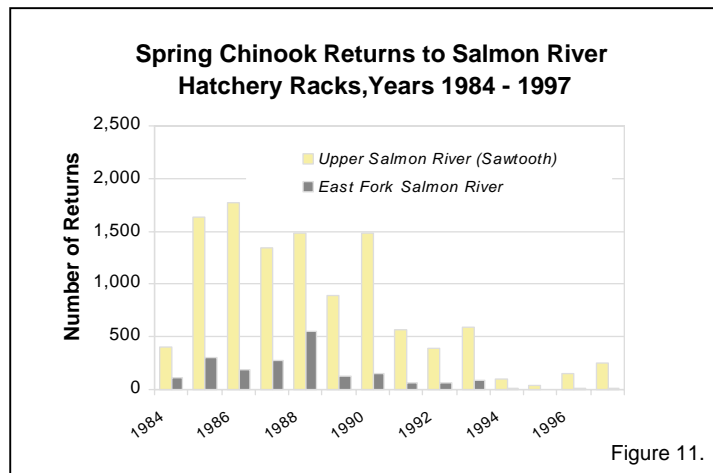 Spring Chinook Returns to Salmon River
Hatchery Racks,Years 1984 - 1997
Number of Returns
2,500
2,000
1,500
1,000
500
0
Upper Salmon River (Sawtooth)
East Fork Salmon River
1984
1986
1988
1990
1992
1994
1996
Figure 11.